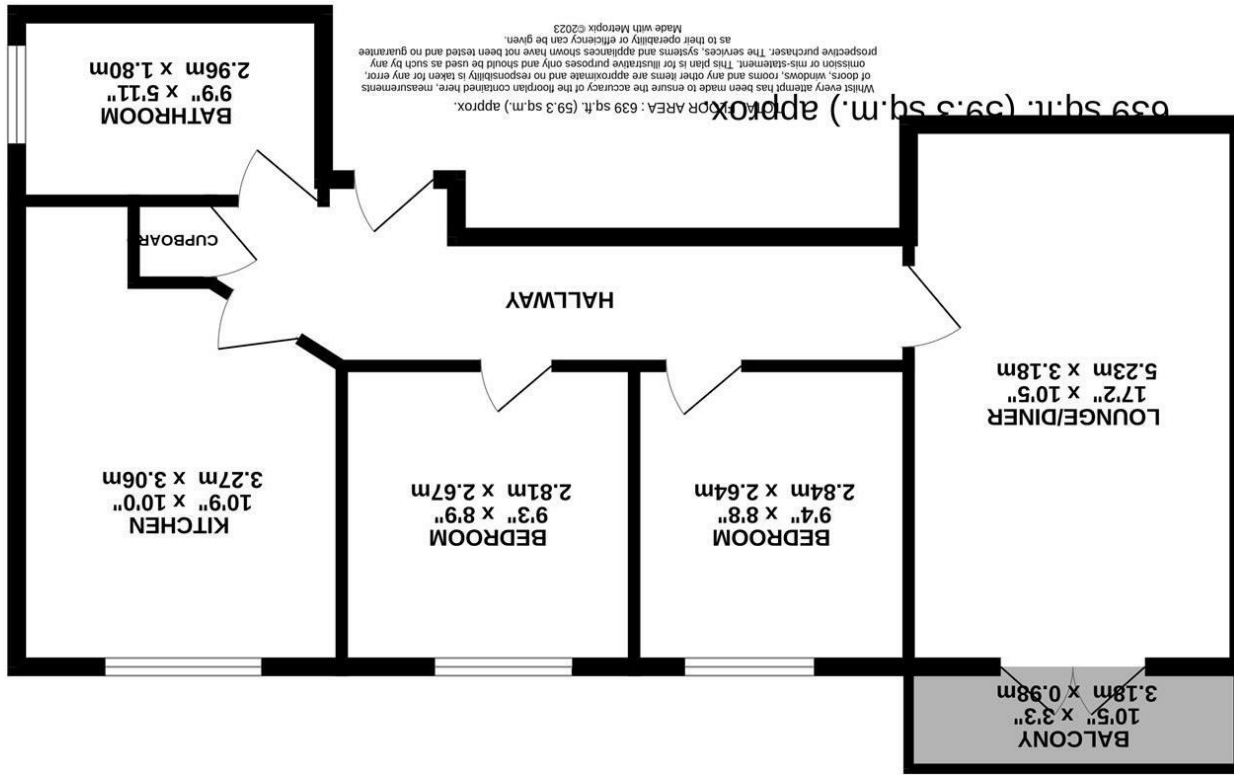 BALCONY
10'5" x 3'3"
3.18m x 0.98m
BEDROOM
9'4" x 8'8"
2.84m x 2.64m
BEDROOM
9'3" x 8'9"
2.81m x 2.67m
KITCHEN
10'9" x 10'0"
3.27m x 3.06m
LOUNGE/DINER
17'2" x 10'5"
5.23m x 3.18m
HALLWAY
CUPBOARD
BATHROOM
9'9" x 5'11"
2.96m x 1.80m
639 sq.ft. (59.3 sq.m.) approx.
TOTAL FLOOR AREA : 639 sq.ft. (59.3 sq.m.) approx.
Whilst every attempt has been made to ensure the accuracy of the floorplan contained here, measurements
of doors, windows, rooms and any other items are approximate and no responsibility is taken for any error,
omission or mis-statement. This plan is for illustrative purposes only and should be used as such by any
prospective purchaser. The services, systems and appliances shown have not been tested and no guarantee
as to their operability or efficiency can be given.
Made with Metropix ©2023